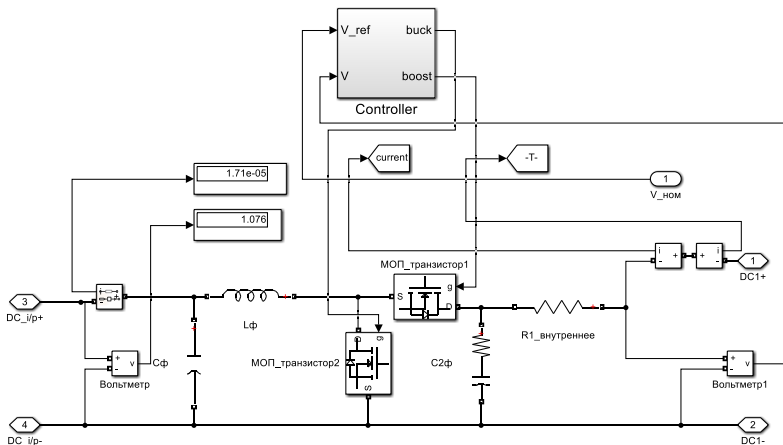 V_ref
buck
V
boost
Controller
current
-T-
1.71e-05
1
V_ном
1.076
МОП_транзистор1
i
-
+
+
i
-
1
DC1+
g
S
D
i
-
3
DC_i/p+
Lф
R1_внутреннее
МОП_транзистор2
D
g
S
C2ф
+
-
v
Вольтметр
Cф
+
-
v
Вольтметр1
4
DC_i/p-
2
DC1-